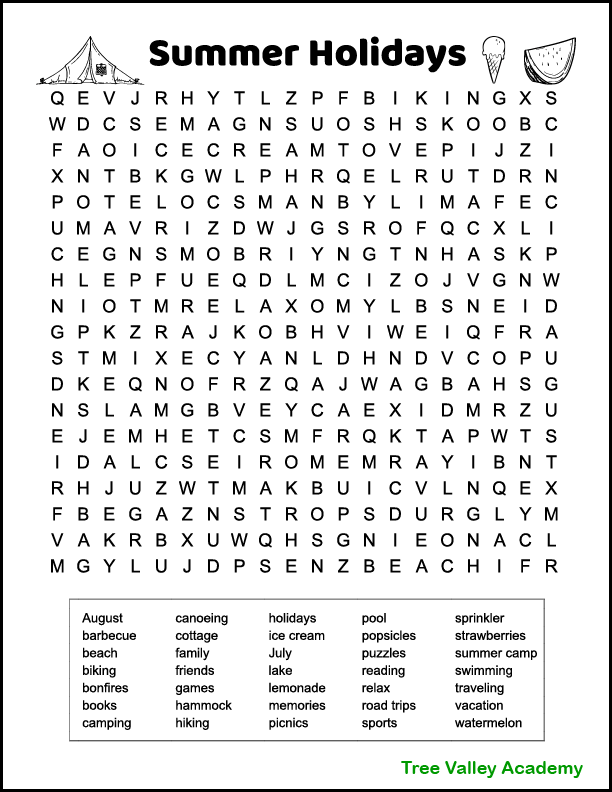 Summer Holidays
Q E V J R H Y T L Z P F B I K I N G X S
W D C S E M A G N S U O S H S K O O B C
F A O I C E C R E A M T O V E P I J Z I
X N T B K G W L P H R Q E L R U T D R N
P O T E L O C S M A N B Y L I M A F E C
U M A V R I Z D W J G S R O F Q C X L I
C E G N S M O B R I Y N G T N H A S K P
H L E P F U E Q D L M C I Z O J V G N W
N I O T M R E L A X O M Y L B S N E I D
G P K Z R A J K O B H V I W E I Q F R A
S T M I X E C Y A N L D H N D V C O P U
D K E Q N O F R Z Q A J W A G B A H S G
N S L A M G B V E Y C A E X I D M R Z U
E J E M H E T C S M F R Q K T A P W T S
I D A L C S E I R O M E M R A Y I B N T
R H J U Z W T M A K B U I C V L N Q E X
F B E G A Z N S T R O P S D U R G L Y M
V A K R B X U W Q H S G N I E O N A C L
M G Y L U J D P S E N Z B E A C H I F R
August canoeing holidays pool sprinkler
barbecue cottage ice cream popsicles strawberries
beach family July puzzles summer camp
biking friends lake reading swimming
bonfires games lemonade relax traveling
books hammock memories road trips vacation
camping hiking picnics sports watermelon
Tree Valley Academy